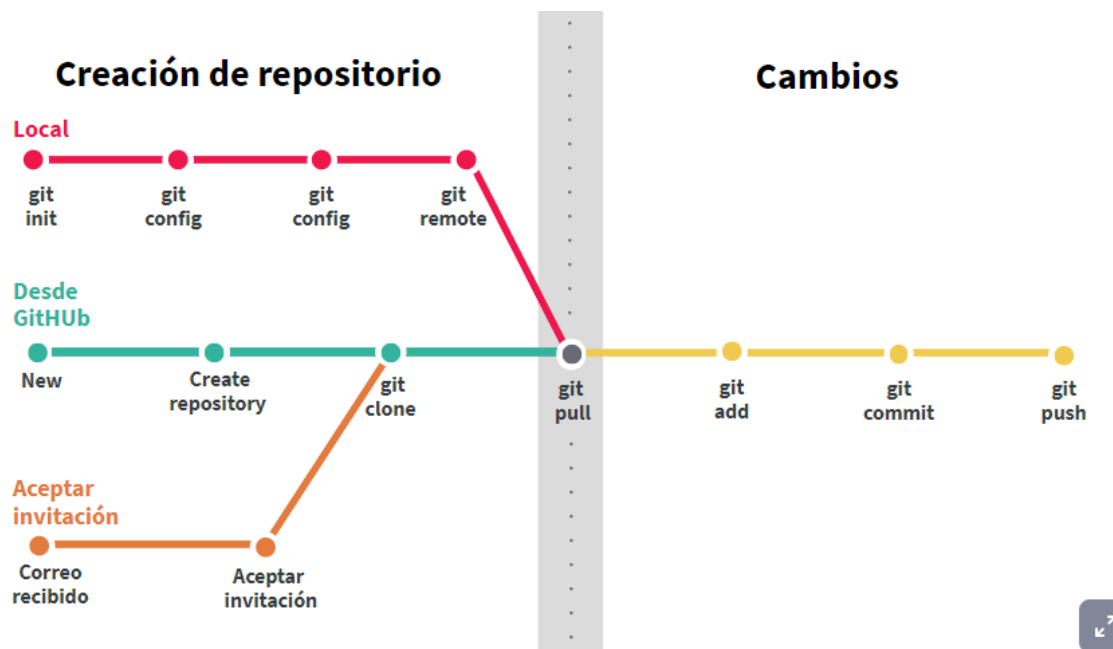 Creación de repositorio
Cambios
Local
git
init
git
config
git
config
git
remote
Desde
GitHUb
New
Create
repository
git
clone
git
pull
git
add
git
commit
git
push
Aceptar
invitación
Correo
recibido
Aceptar
invitación